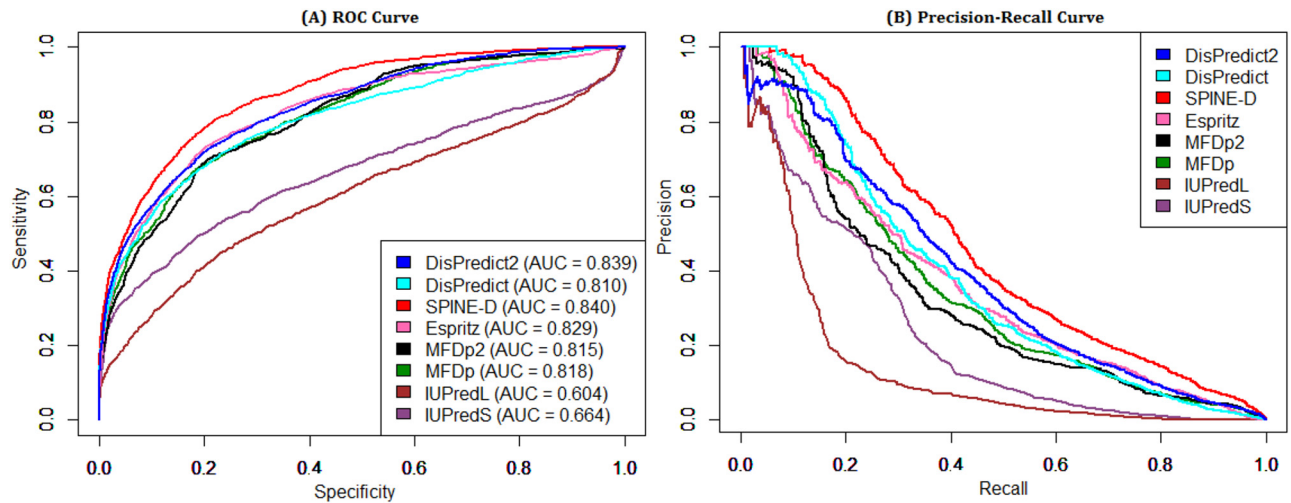 (A) ROC Curve
1.0
0.8
0.6
0.4
0.2
0.0
Sensitivity
DisPredict2 (AUC = 0.839)
DisPredict (AUC = 0.810)
SPINE-D (AUC = 0.840)
Espritz (AUC = 0.829)
MFDp2 (AUC = 0.815)
MFDp (AUC = 0.818)
IUPredL (AUC = 0.604)
IUPredS (AUC = 0.664)
0.0 0.2 0.4 0.6 0.8 1.0
Specificity
(B) Precision-Recall Curve
1.0
0.8
0.6
0.4
0.2
0.0
Precision
DisPredict2
DisPredict
SPINE-D
Espritz
MFDp2
MFDp
IUPredL
IUPredS
0.0 0.2 0.4 0.6 0.8 1.0
Recall